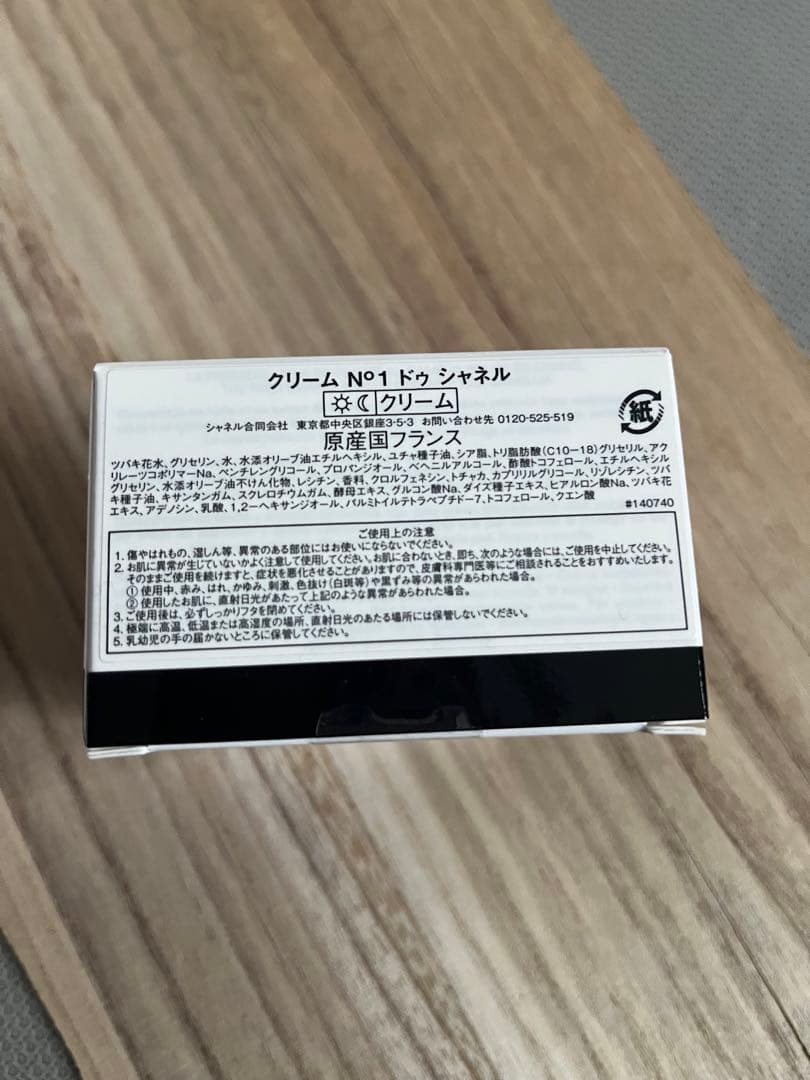 クリーム Nº1 ドゥ シャネル
クリーム
紙
シャネル合同会社 東京都中央区銀座3-5-3 お問い合わせ先 0120-525-519
原産国フランス
ツバキ花水、グリセリン、水、水添オリーブ油エチルヘキシル、ユチャ種子油、シア脂、トリ脂肪酸(C10-18)グリセリル、アク
リレーツコポリマーNa、ペンチレングリコール、プロパンジオール、ベヘニルアルコール、酢酸トコフェロール、エチルヘキシル
グリセリン、水添オリーブ油不けん化物、レシチン、香料、クロルフェネシン、トチャカ、カプリリルグリコール、リゾレシチン、ツバ
キ種子油、キサンタンガム、スクレロチウムガム、酵母エキス、グルコン酸Na、ダイズ種子エキス、ヒアルロン酸Na、ツバキ花
エキス、アデノシン、乳酸、1,2-ヘキサンジオール、パルミトイルテトラペプチド-7、トコフェロール、クエン酸
#140740
ご使用上の注意
1. 傷やはれもの、湿しん等、異常のある部位にはお使いにならないでください。
2. お肌に異常が生じていないかよく注意して使用してください。お肌に合わないとき、即ち、次のような場合には、ご使用を中止してください。
そのままご使用を続けますと、症状を悪化させることがありますので、皮膚科専門医等にご相談されることをおすすめいたします。
① 使用中、赤み、はれ、かゆみ、刺激、色抜け(白斑等)や黒ずみ等の異常があらわれた場合。
② 使用したお肌に、直射日光があたって上記のような異常があらわれた場合。
3. ご使用後は、必ずしっかりフタを閉めてください。
4. 極端に高温、低温または高湿度の場所、直射日光のあたる場所には保管しないでください。
5. 乳幼児の手の届かないところに保管してください。